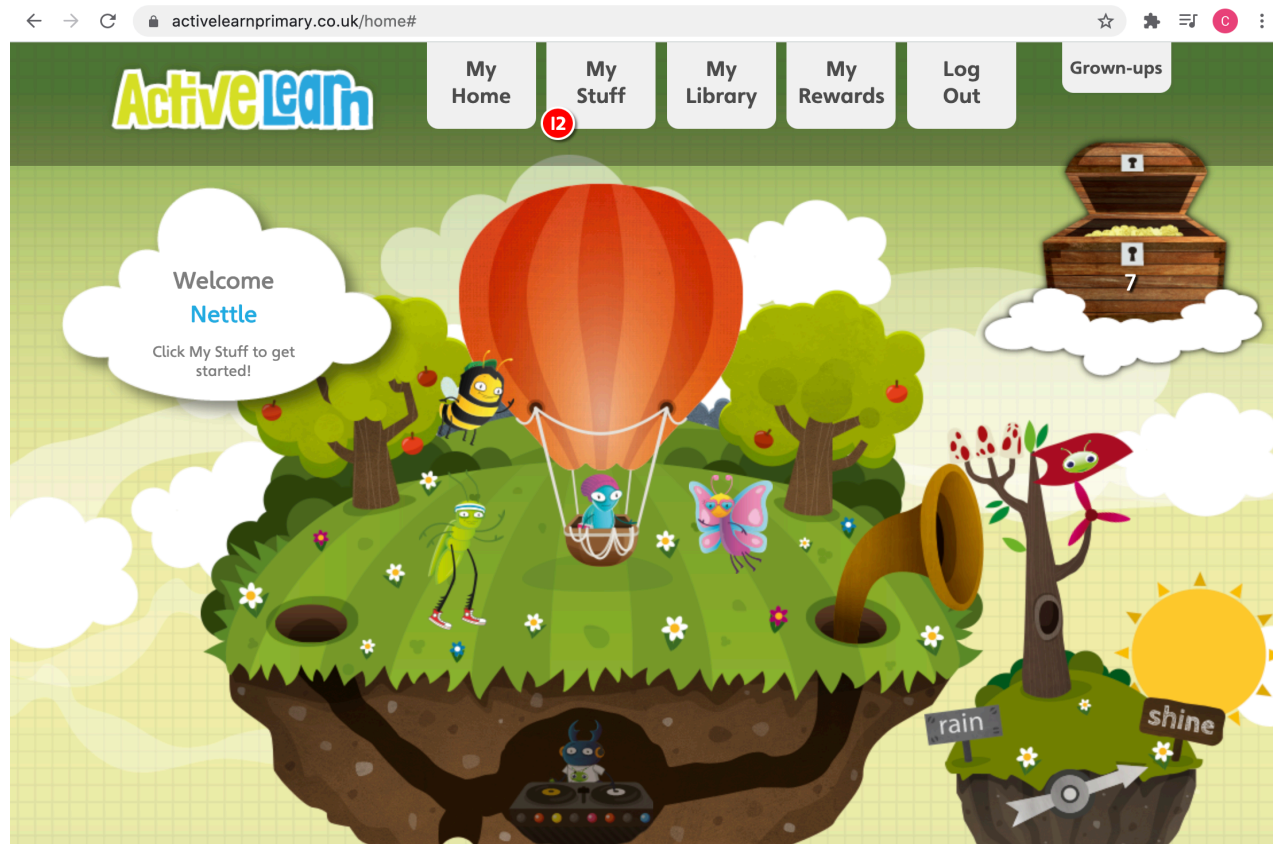 activelearnprimary.co.uk/home#
C
ActiveLearn
My
Home
My
Stuff
12
My
Library
My
Rewards
Log
Out
Grown-ups
7
Welcome
Nettle
Click My Stuff to get
started!
rain
shine